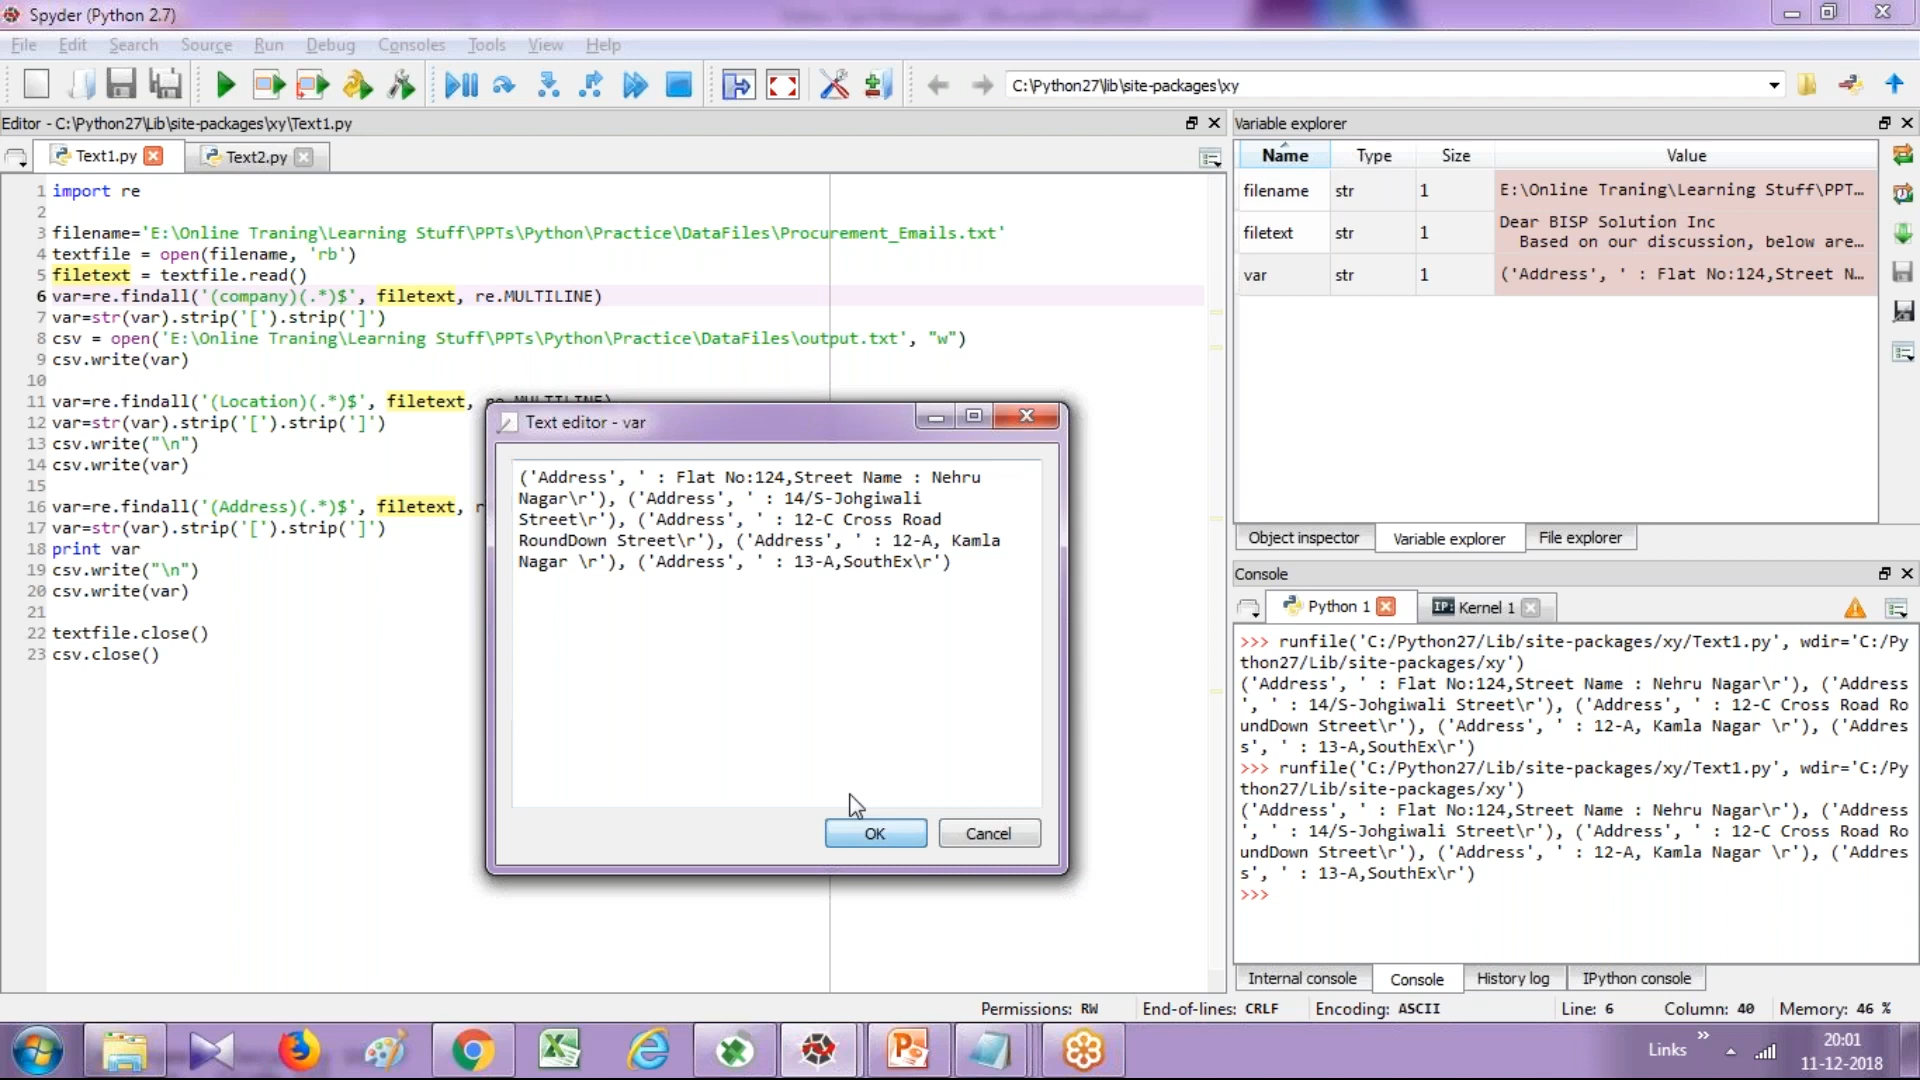 Spyder (Python 2.7)
File Edit Search Source Run Debug Consoles Tools View Help
C:\Python27\lib\site-packages\xy
Editor - C:\Python27\Lib\site-packages\xy\Text1.py
Text1.py Text2.py
1 import re
2
3 filename='E:\Online Traning\Learning Stuff\PPTs\Python\Practice\DataFiles\Procurement_Emails.txt'
4 textfile = open(filename, 'rb')
5 filetext = textfile.read()
6 var=re.findall('(company)(.*)$', filetext, re.MULTILINE)
7 var=str(var).strip('[').strip(']')
8 csv = open('E:\Online Traning\Learning Stuff\PPTs\Python\Practice\DataFiles\output.txt', "w")
9 csv.write(var)
10
11 var=re.findall('(Location)(.*)$', filetext, re.MULTILINE)
12 var=str(var).strip('[').strip(']')
13 csv.write("\n")
14 csv.write(var)
15
16 var=re.findall('(Address)(.*)$', filetext, r
17 var=str(var).strip('[').strip(']')
18 print var
19 csv.write("\n")
20 csv.write(var)
21
22 textfile.close()
23 csv.close()
Text editor - var
('Address', ' : Flat No:124,Street Name : Nehru
Nagar\r'), ('Address', ' : 14/S-Johgiwali
Street\r'), ('Address', ' : 12-C Cross Road
RoundDown Street\r'), ('Address', ' : 12-A, Kamla
Nagar \r'), ('Address', ' : 13-A,SouthEx\r')
OK Cancel
Variable explorer
Name Type Size Value
filename str 1 E:\Online Traning\Learning Stuff\PPT...
filetext str 1 Dear BISP Solution Inc
Based on our discussion, below are...
var str 1 ('Address', ' : Flat No:124,Street N...
Object inspector Variable explorer File explorer
Console
Python 1 IP: Kernel 1
>>> runfile('C:/Python27/Lib/site-packages/xy/Text1.py', wdir='C:/Py
thon27/Lib/site-packages/xy')
('Address', ' : Flat No:124,Street Name : Nehru Nagar\r'), ('Address
', ' : 14/S-Johgiwali Street\r'), ('Address', ' : 12-C Cross Road Ro
undDown Street\r'), ('Address', ' : 12-A, Kamla Nagar \r'), ('Addres
s', ' : 13-A,SouthEx\r')
>>> runfile('C:/Python27/Lib/site-packages/xy/Text1.py', wdir='C:/Py
thon27/Lib/site-packages/xy')
('Address', ' : Flat No:124,Street Name : Nehru Nagar\r'), ('Address
', ' : 14/S-Johgiwali Street\r'), ('Address', ' : 12-C Cross Road Ro
undDown Street\r'), ('Address', ' : 12-A, Kamla Nagar \r'), ('Addres
s', ' : 13-A,SouthEx\r')
>>>
Internal console Console History log IPython console
Permissions: RW End-of-lines: CRLF Encoding: ASCII Line: 6 Column: 40 Memory: 46 %
Links » 20:01
11-12-2018